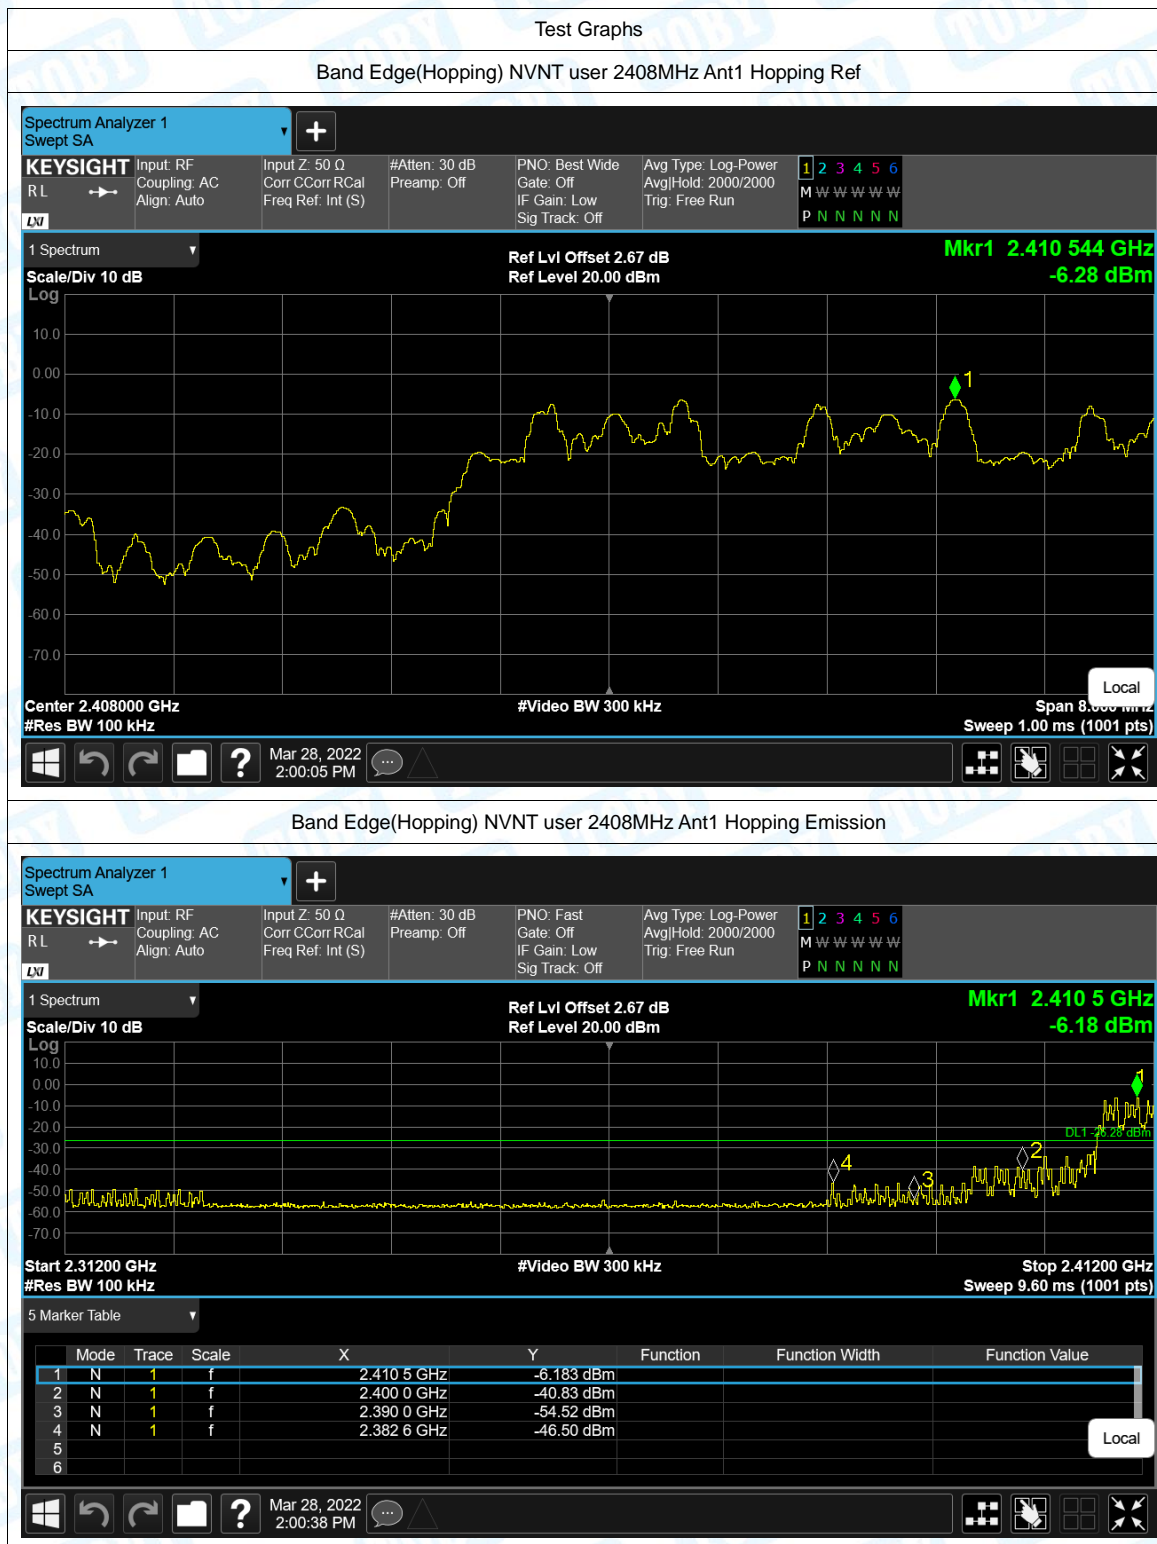 Test Graphs
Band Edge(Hopping) NVNT user 2408MHz Ant1 Hopping Ref
Spectrum Analyzer 1
Swept SA
KEYSIGHT Input: RF Input Z: 50 Ω #Atten: 30 dB PNO: Best Wide Avg Type: Log-Power 1 2 3 4 5 6
R L Coupling: AC Corr CCorr RCal Preamp: Off Gate: Off Avg|Hold: 2000/2000 M W W W W W
Align: Auto Freq Ref: Int (S) IF Gain: Low Trig: Free Run
LXI Sig Track: Off P N N N N N
1 Spectrum Ref Lvl Offset 2.67 dB Mkr1 2.410 544 GHz
Scale/Div 10 dB Ref Level 20.00 dBm -6.28 dBm
Log
10.0
0.00
1
-10.0
-20.0
-30.0
-40.0
-50.0
-60.0
-70.0
Local
Center 2.408000 GHz #Video BW 300 kHz Span 8.000 MHz
#Res BW 100 kHz Sweep 1.00 ms (1001 pts)
? Mar 28, 2022
2:00:05 PM
Band Edge(Hopping) NVNT user 2408MHz Ant1 Hopping Emission
Spectrum Analyzer 1
Swept SA
KEYSIGHT Input: RF Input Z: 50 Ω #Atten: 30 dB PNO: Fast Avg Type: Log-Power 1 2 3 4 5 6
R L Coupling: AC Corr CCorr RCal Preamp: Off Gate: Off Avg|Hold: 2000/2000 M W W W W W
Align: Auto Freq Ref: Int (S) IF Gain: Low Trig: Free Run
LXI Sig Track: Off P N N N N N
1 Spectrum Ref Lvl Offset 2.67 dB Mkr1 2.410 5 GHz
Scale/Div 10 dB Ref Level 20.00 dBm -6.18 dBm
Log
10.0
0.00 1
-10.0
-20.0 DL1 -26.28 dBm
-30.0 2
-40.0 4
-50.0 3
-60.0
-70.0
Start 2.31200 GHz #Video BW 300 kHz Stop 2.41200 GHz
#Res BW 100 kHz Sweep 9.60 ms (1001 pts)
5 Marker Table
Mode Trace Scale X Y Function Function Width Function Value
1 N 1 f 2.410 5 GHz -6.183 dBm
2 N 1 f 2.400 0 GHz -40.83 dBm
3 N 1 f 2.390 0 GHz -54.52 dBm
4 N 1 f 2.382 6 GHz -46.50 dBm
5
6
Local
? Mar 28, 2022
2:00:38 PM